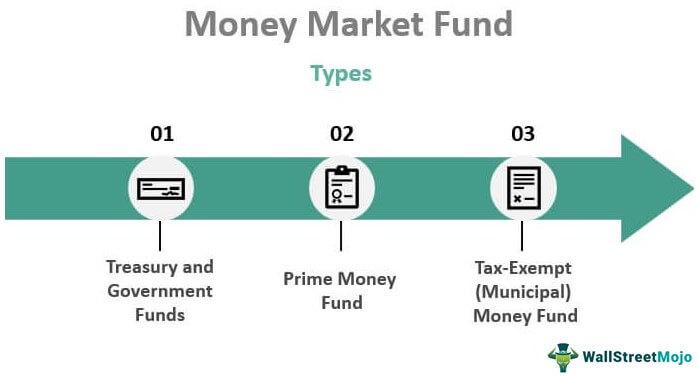 Money Market Fund
Types
01
02
03
Treasury and
Government
Funds
Prime Money
Fund
Tax-Exempt
(Municipal)
Money Fund
WallStreetMojo